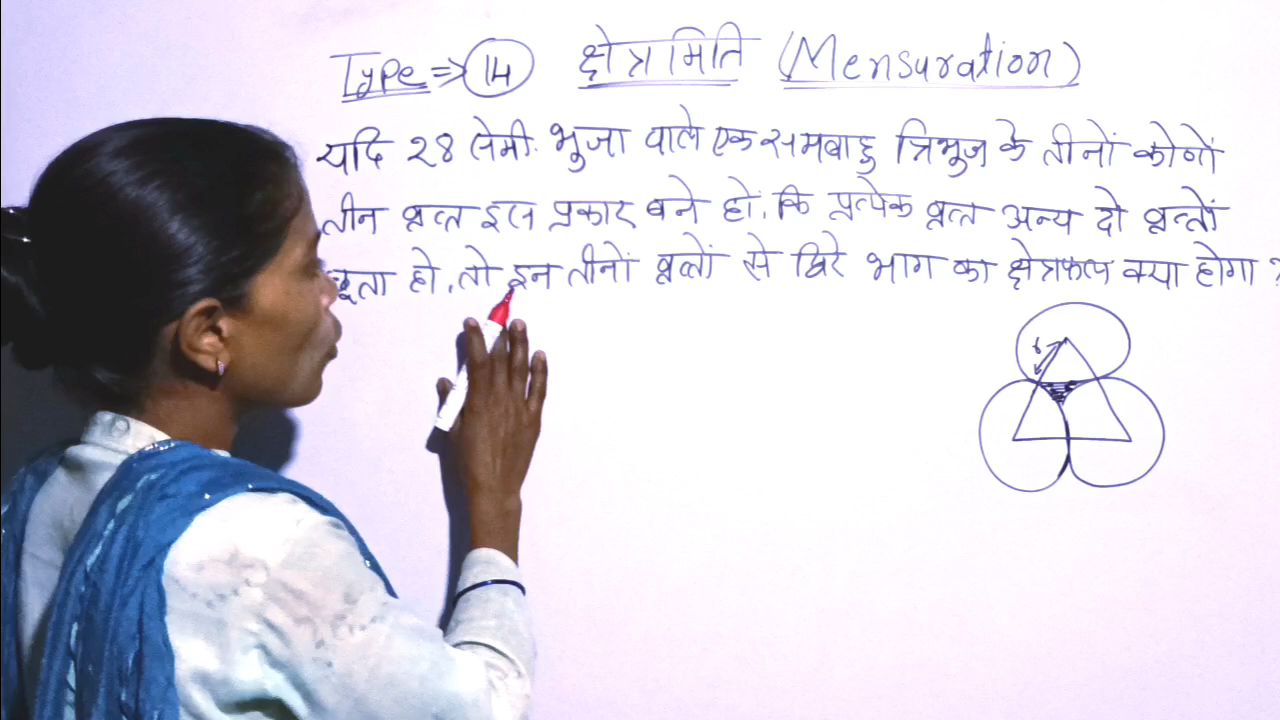 Type ⇒ 14 क्षेत्रमिति (Mensuration)
यदि 28 सेमी. भुजा वाले एक समबाहु त्रिभुज के तीनों कोणों
तीन वृत्त इस प्रकार बने हों. कि प्रत्येक वृत्त अन्य दो वृत्तों
छूता हो, तो इन तीनों वृत्तों से घिरे भाग का क्षेत्रफल क्या होगा ?
r